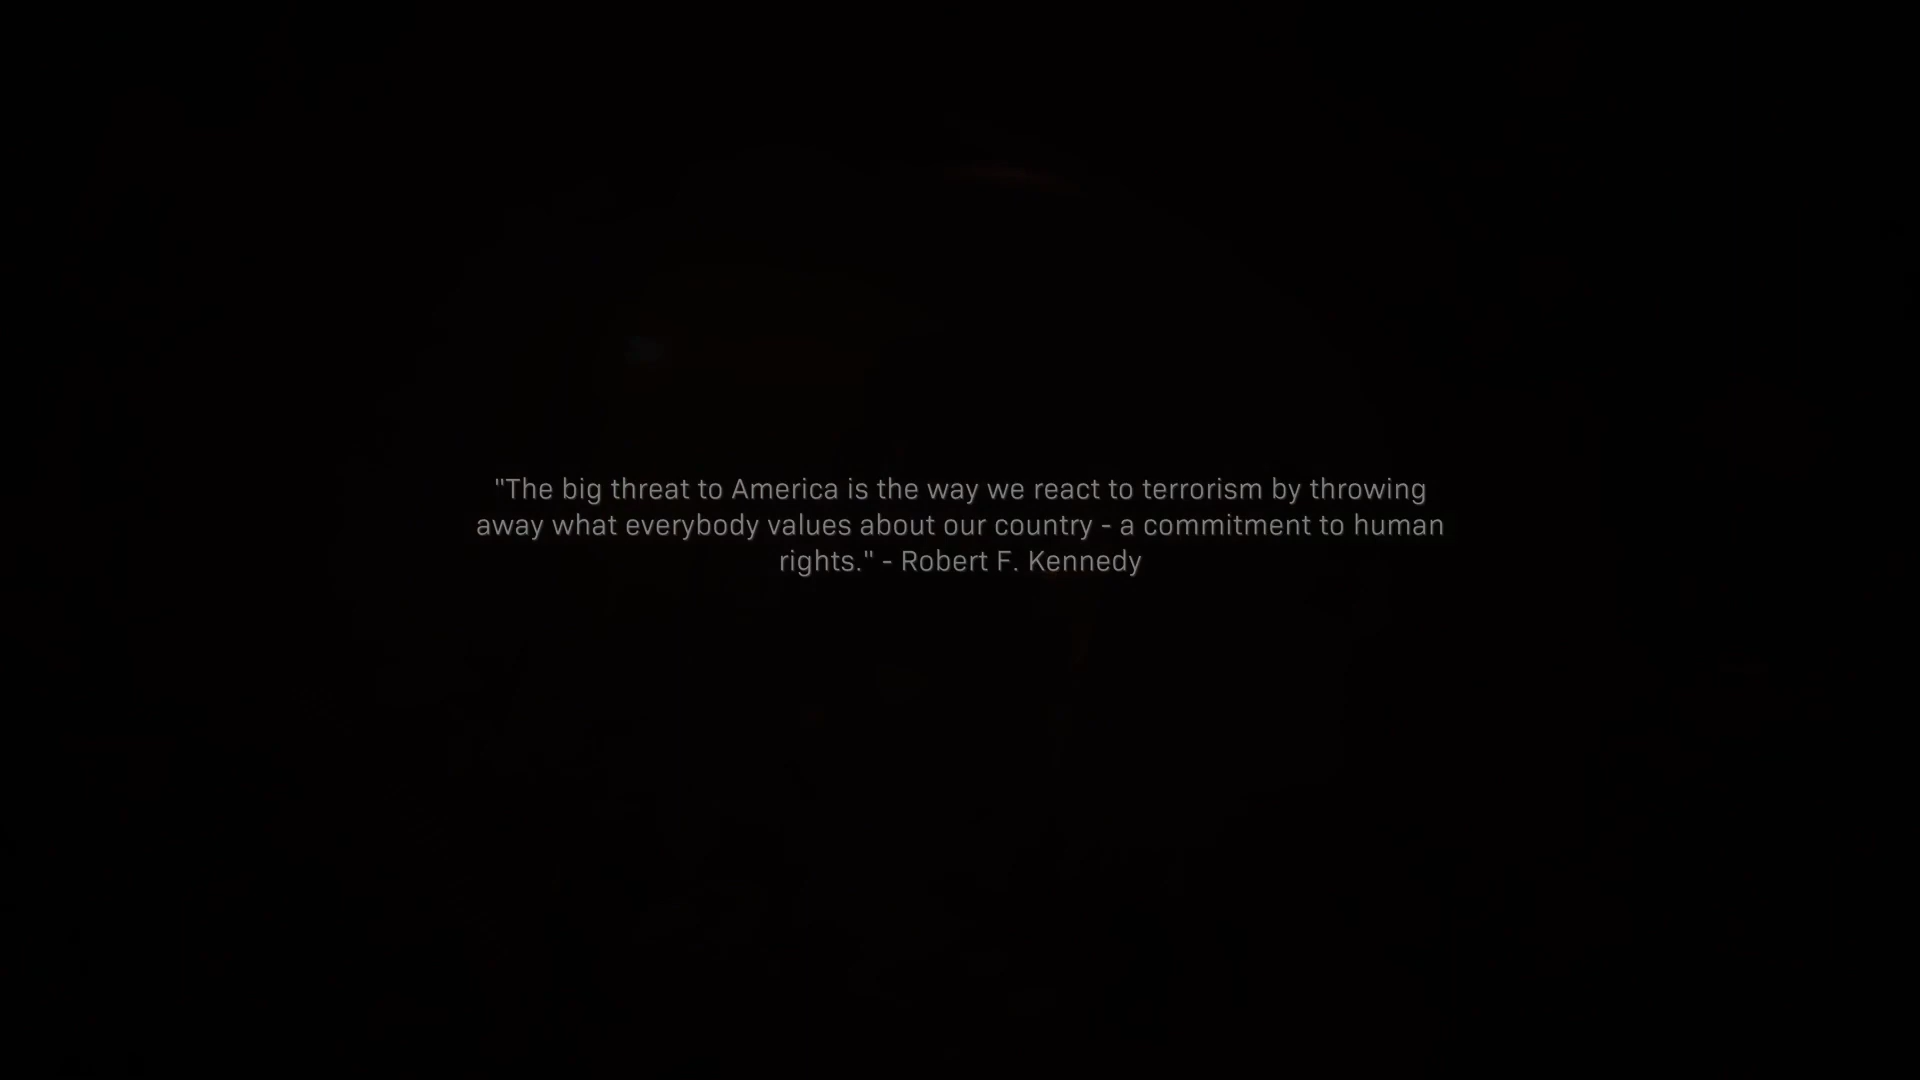 "The big threat to America is the way we react to terrorism by throwing
away what everybody values about our country - a commitment to human
rights." - Robert F. Kennedy